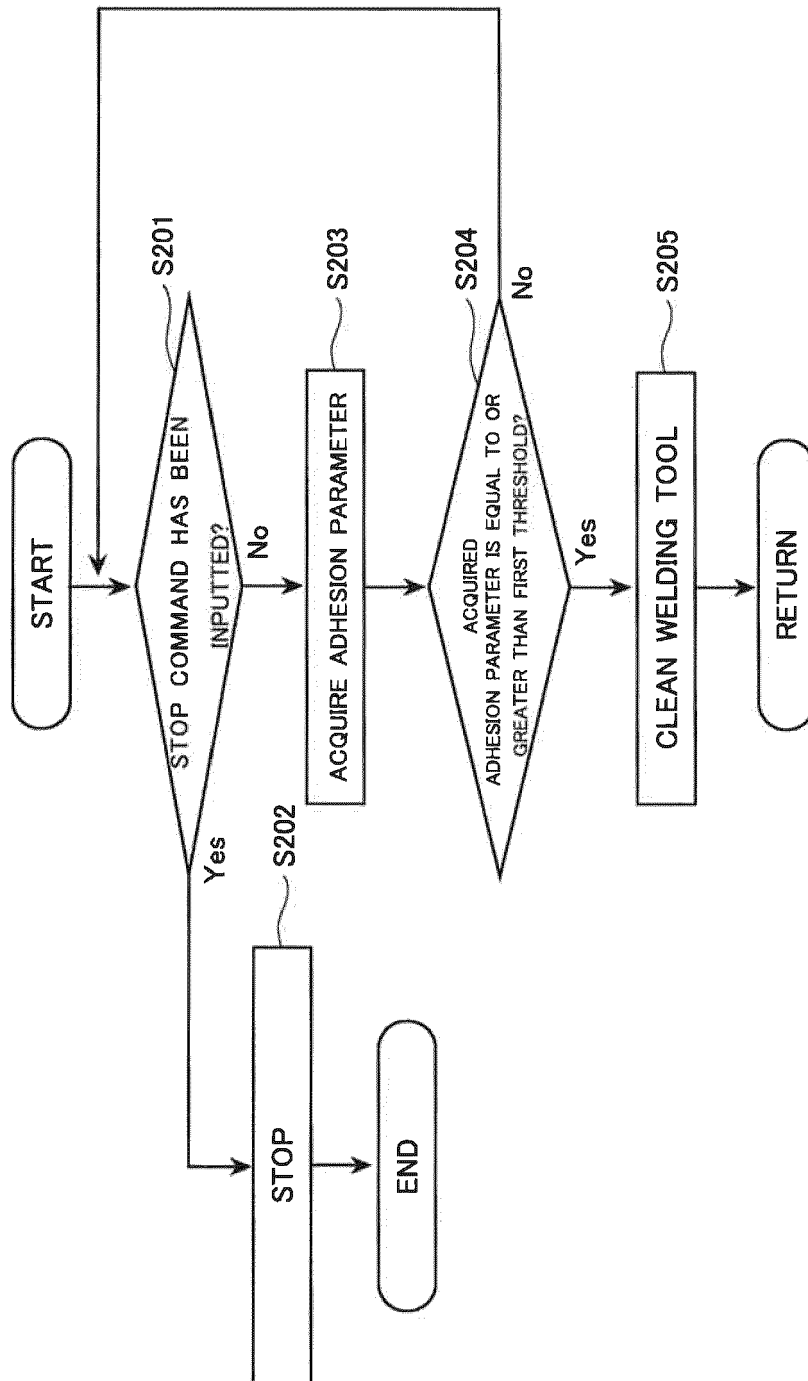 START
S201
STOP COMMAND HAS BEEN
INPUTTED?
Yes
No
S202
STOP
END
S203
ACQUIRE ADHESION PARAMETER
S204
ACQUIRED
ADHESION PARAMETER IS EQUAL TO OR
GREATER THAN FIRST THRESHOLD?
No
Yes
S205
CLEAN WELDING TOOL
RETURN